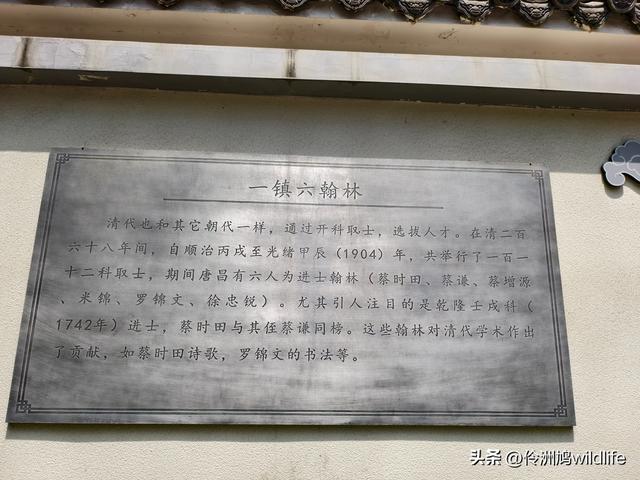 一镇六翰林
清代也和其它朝代一样，通过开科取士，选拔人才。在清二百
六十八年间，自顺治丙戌至光绪甲辰（1904）年，共举行了一百一
十二科取士，期间唐昌有六人为进士翰林（蔡时田、蔡谦、蔡增源
、米锦、罗锦文、徐忠锐）。尤其引人注目的是乾隆壬戌科（
1742年）进士，蔡时田与其侄蔡谦同榜。这些翰林对清代学术作出
了贡献，如蔡时田诗歌，罗锦文的书法等。
头条 @伶洲鸠wildlife